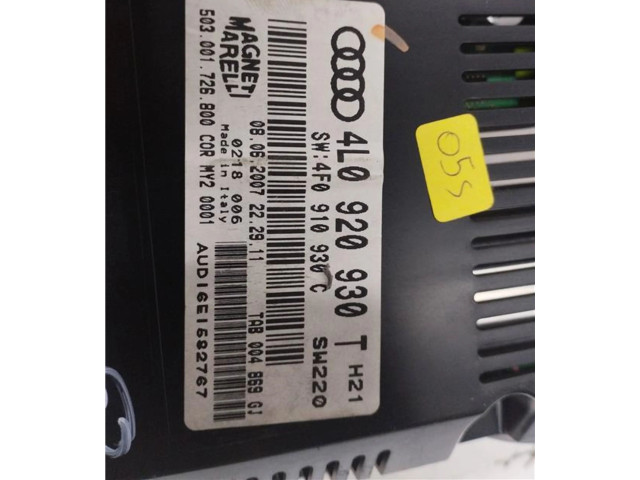 4L0 920 930 T H21
SW:4F0 910 930 C SW220
08.06.2007 22.29.11 TAB 004 869 GJ
0218 006
Made in Italy
MAGNETI
MARELLI
503.001.726.800 COR MY2 0001 AUDI6E1582767
05s